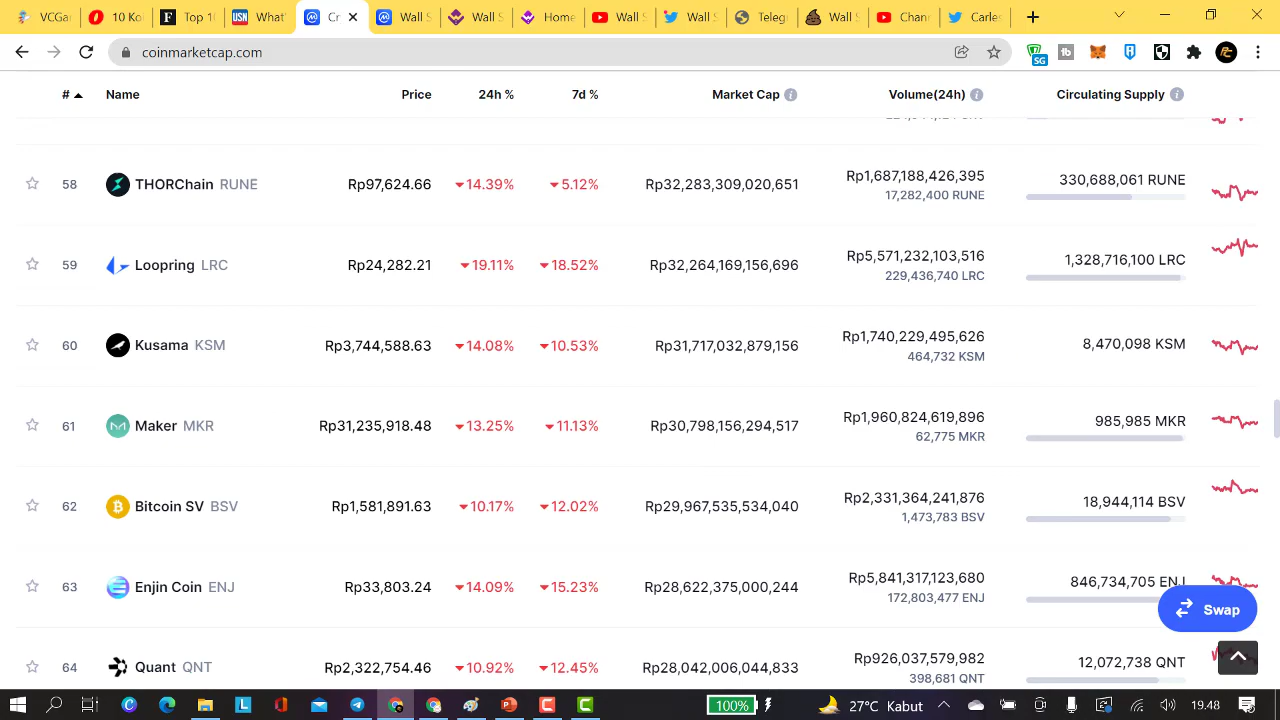 VCGa
10 Ko
Top 1
USN What'
Cr
Wall S
Wall S
Home
Wall S
Wall S
Telegr
Wall S
Chan
Carles
coinmarketcap.com
SG
tb
# Name Price 24h % 7d % Market Cap Volume(24h) Circulating Supply
58 THORChain RUNE Rp97,624.66 14.39% 5.12% Rp32,283,309,020,651 Rp1,687,188,426,395 330,688,061 RUNE
17,282,400 RUNE
59 Loopring LRC Rp24,282.21 19.11% 18.52% Rp32,264,169,156,696 Rp5,571,232,103,516 1,328,716,100 LRC
229,436,740 LRC
60 Kusama KSM Rp3,744,588.63 14.08% 10.53% Rp31,717,032,879,156 Rp1,740,229,495,626 8,470,098 KSM
464,732 KSM
61 Maker MKR Rp31,235,918.48 13.25% 11.13% Rp30,798,156,294,517 Rp1,960,824,619,896 985,985 MKR
62,775 MKR
62 Bitcoin SV BSV Rp1,581,891.63 10.17% 12.02% Rp29,967,535,534,040 Rp2,331,364,241,876 18,944,114 BSV
1,473,783 BSV
63 Enjin Coin ENJ Rp33,803.24 14.09% 15.23% Rp28,622,375,000,244 Rp5,841,317,123,680 846,734,705 ENJ
172,803,477 ENJ
Swap
64 Quant QNT Rp2,322,754.46 10.92% 12.45% Rp28,042,006,044,833 Rp926,037,579,982 12,072,738 QNT
398,681 QNT
100% 27°C Kabut 19.48